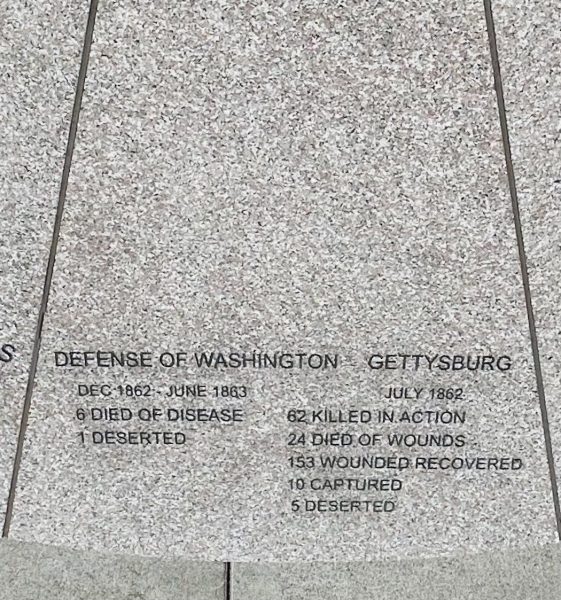 S
DEFENSE OF WASHINGTON
DEC 1862 - JUNE 1863
6 DIED OF DISEASE
1 DESERTED
GETTYSBURG
JULY 1862
62 KILLED IN ACTION
24 DIED OF WOUNDS
153 WOUNDED RECOVERED
10 CAPTURED
5 DESERTED